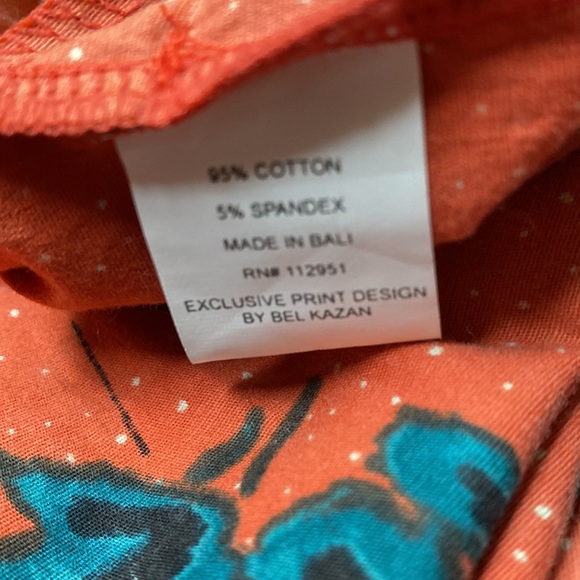 95% COTTON
5% SPANDEX
MADE IN BALI
RN# 112951
EXCLUSIVE PRINT DESIGN
BY BEL KAZAN